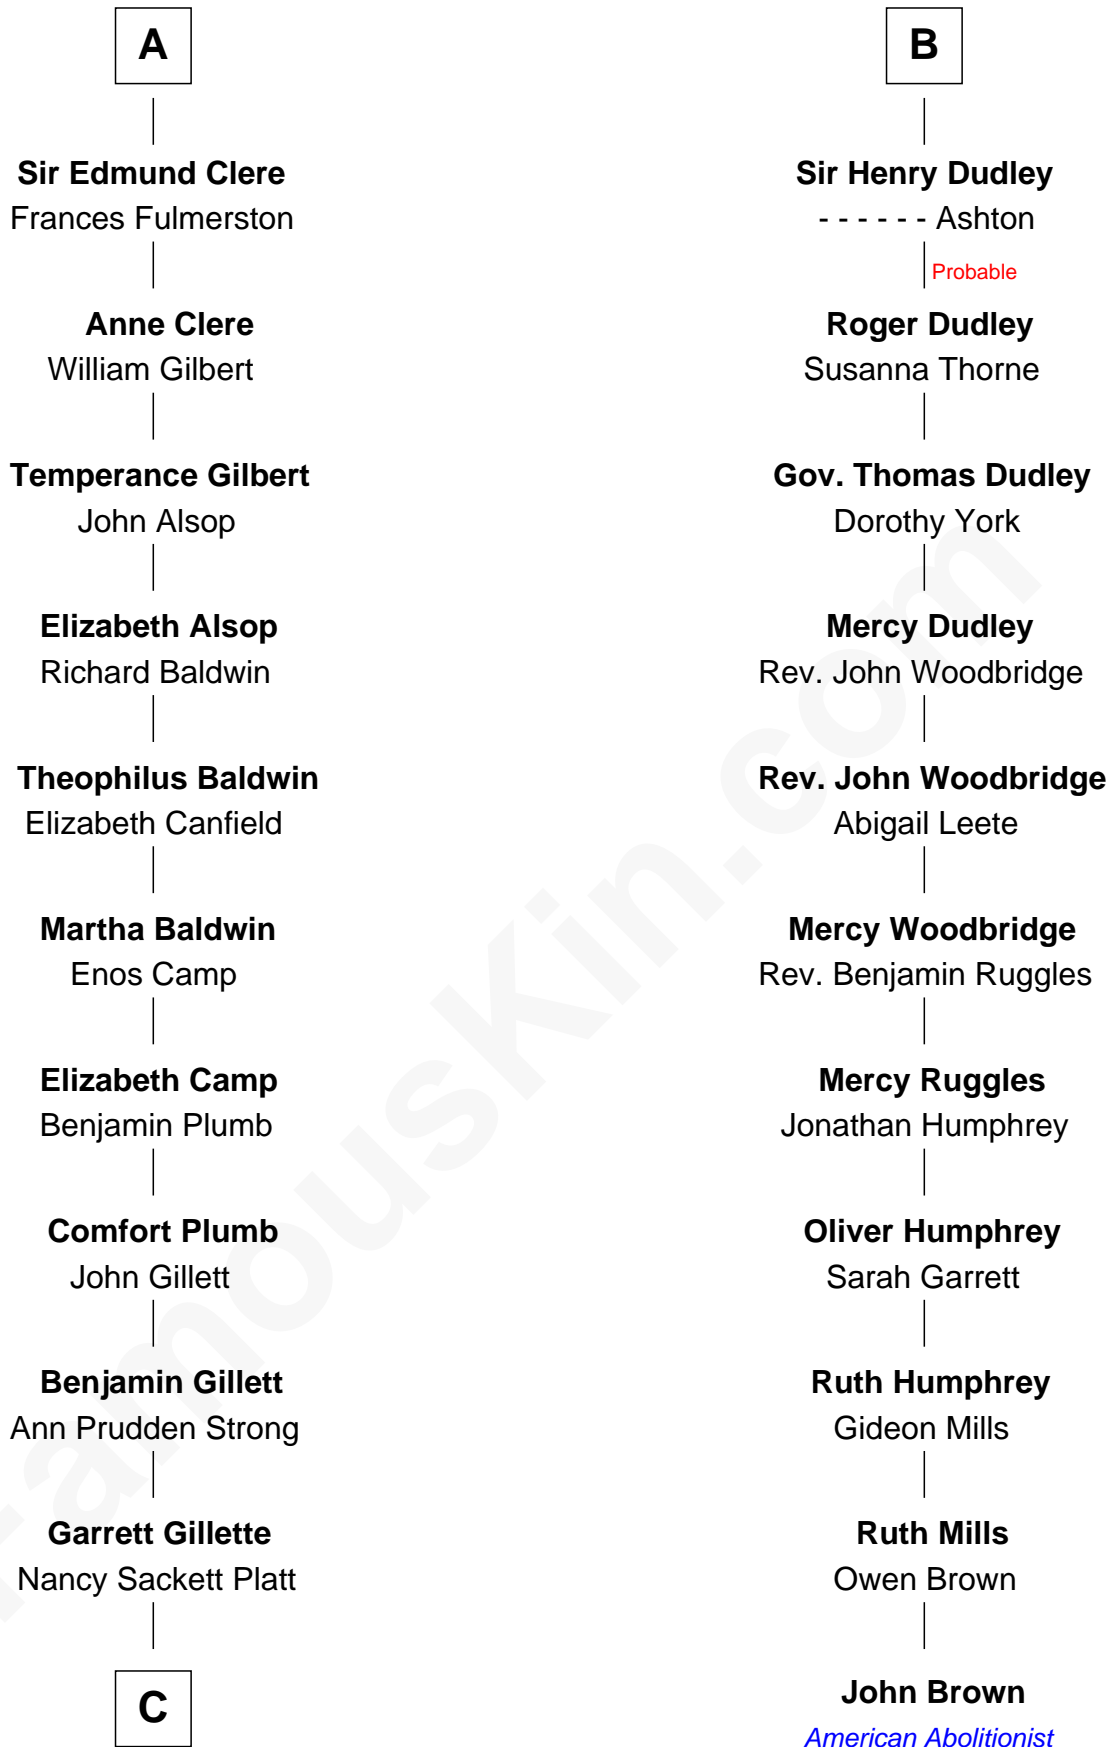 A
Sir Edmund Clere
Frances Fulmerston
Anne Clere
William Gilbert
Temperance Gilbert
John Alsop
Elizabeth Alsop
Richard Baldwin
Theophilus Baldwin
Elizabeth Canfield
Martha Baldwin
Enos Camp
Elizabeth Camp
Benjamin Plumb
Comfort Plumb
John Gillett
Benjamin Gillett
Ann Prudden Strong
Garrett Gillette
Nancy Sackett Platt
C
B
Sir Henry Dudley
- - - - - - Ashton
Probable
Roger Dudley
Susanna Thorne
Gov. Thomas Dudley
Dorothy York
Mercy Dudley
Rev. John Woodbridge
Rev. John Woodbridge
Abigail Leete
Mercy Woodbridge
Rev. Benjamin Ruggles
Mercy Ruggles
Jonathan Humphrey
Oliver Humphrey
Sarah Garrett
Ruth Humphrey
Gideon Mills
Ruth Mills
Owen Brown
John Brown
American Abolitionist
FamousKin.com